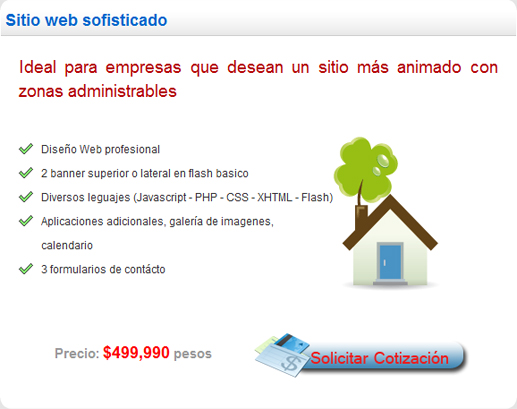 Sitio web sofisticado
Ideal para empresas que desean un sitio más animado con
zonas administrables
Diseño Web profesional
2 banner superior o lateral en flash basico
Diversos leguajes (Javascript - PHP - CSS - XHTML - Flash)
Aplicaciones adicionales, galería de imagenes,
calendario
3 formularios de contácto
Precio: $499,990 pesos
$ Solicitar Cotización